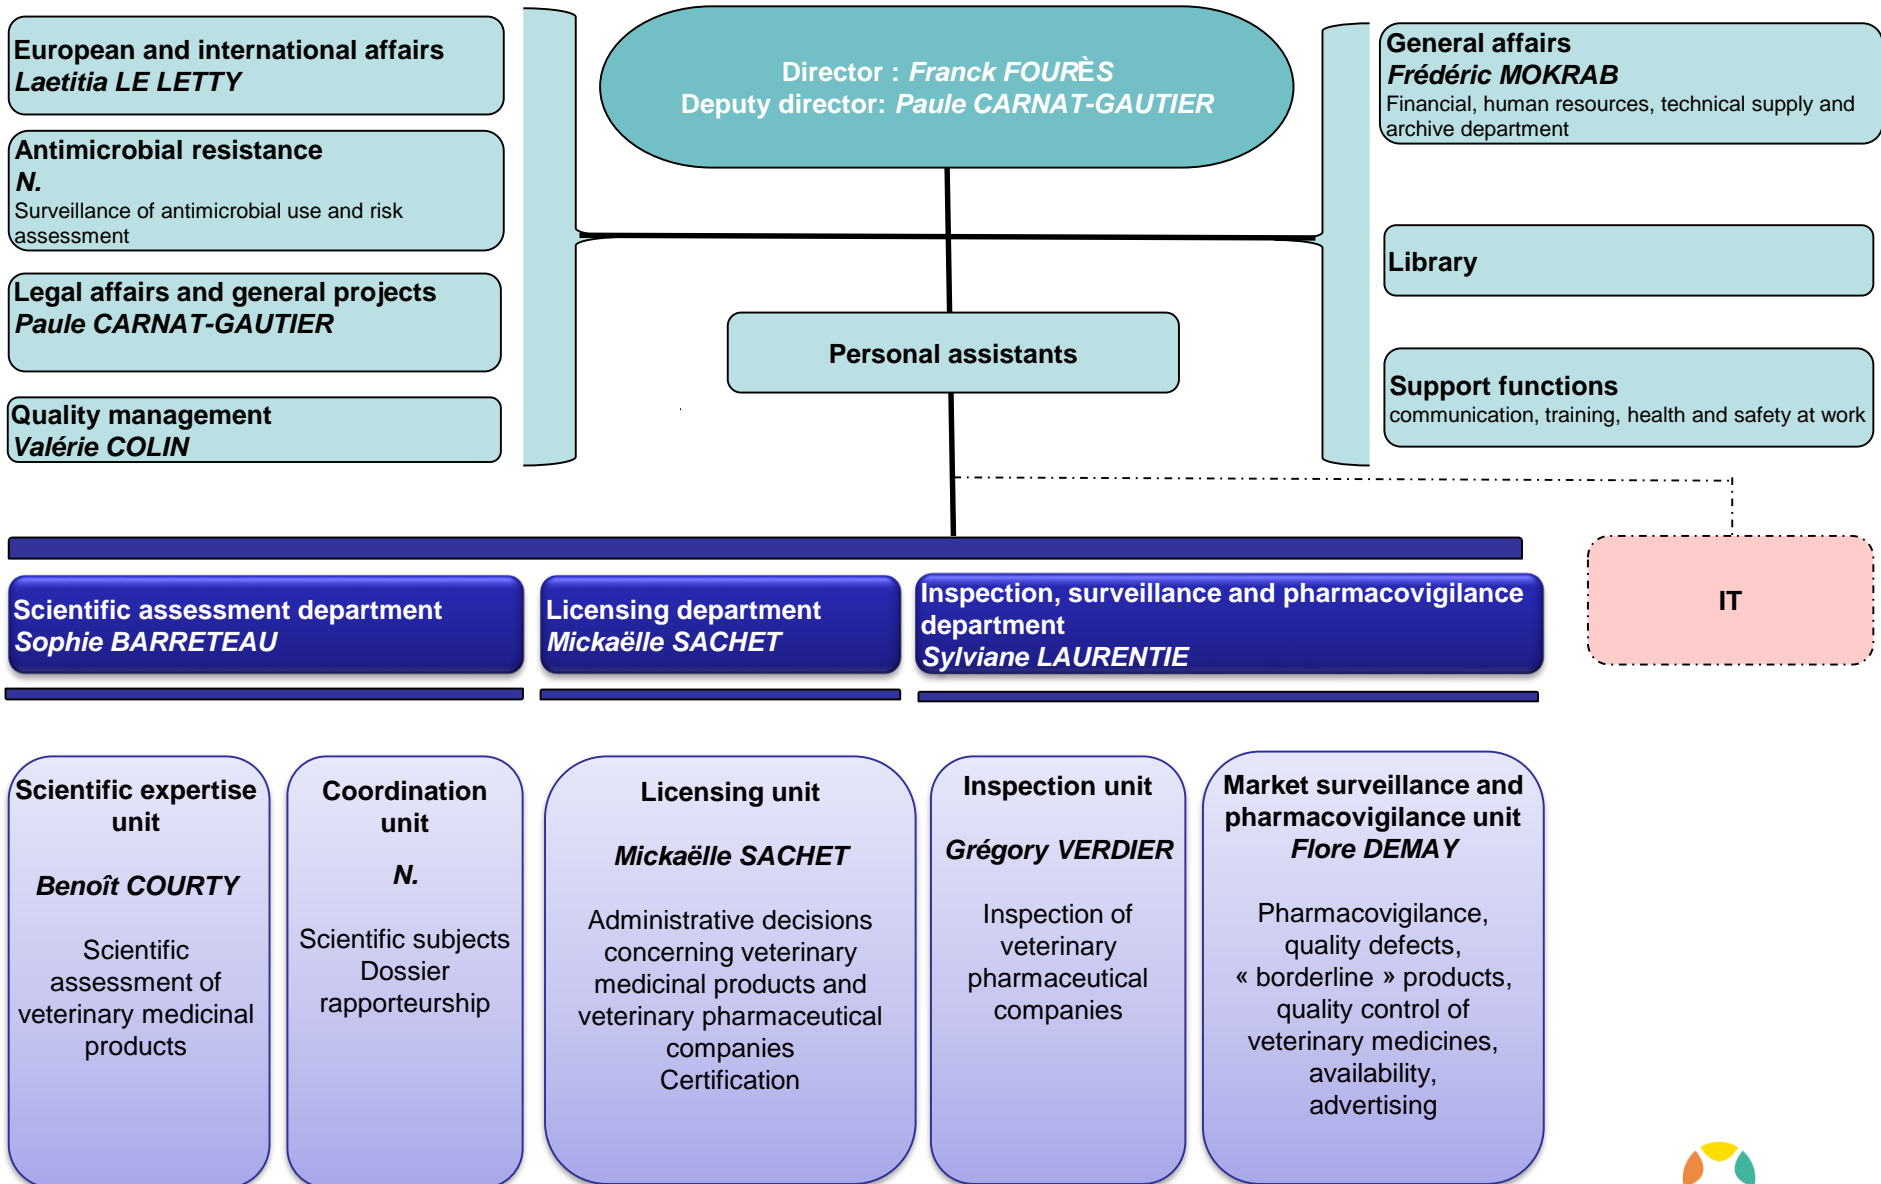 European and international affairs
Laetitia LE LETTY
Antimicrobial resistance
N.
Surveillance of antimicrobial use and risk
assessment
Legal affairs and general projects
Paule CARNAT-GAUTIER
Quality management
Valérie COLIN
Director : Franck FOURÈS
Deputy director: Paule CARNAT-GAUTIER
Personal assistants
General affairs
Frédéric MOKRAB
Financial, human resources, technical supply and
archive department
Library
Support functions
communication, training, health and safety at work
IT
Scientific assessment department
Sophie BARRETEAU
Licensing department
Mickaëlle SACHET
Inspection, surveillance and pharmacovigilance
department
Sylviane LAURENTIE
Scientific expertise
unit
Benoît COURTY
Scientific
assessment of
veterinary medicinal
products
Coordination
unit
N.
Scientific subjects
Dossier
rapporteurship
Licensing unit
Mickaëlle SACHET
Administrative decisions
concerning veterinary
medicinal products and
veterinary pharmaceutical
companies
Certification
Inspection unit
Grégory VERDIER
Inspection of
veterinary
pharmaceutical
companies
Market surveillance and
pharmacovigilance unit
Flore DEMAY
Pharmacovigilance,
quality defects,
« borderline » products,
quality control of
veterinary medicines,
availability,
advertising